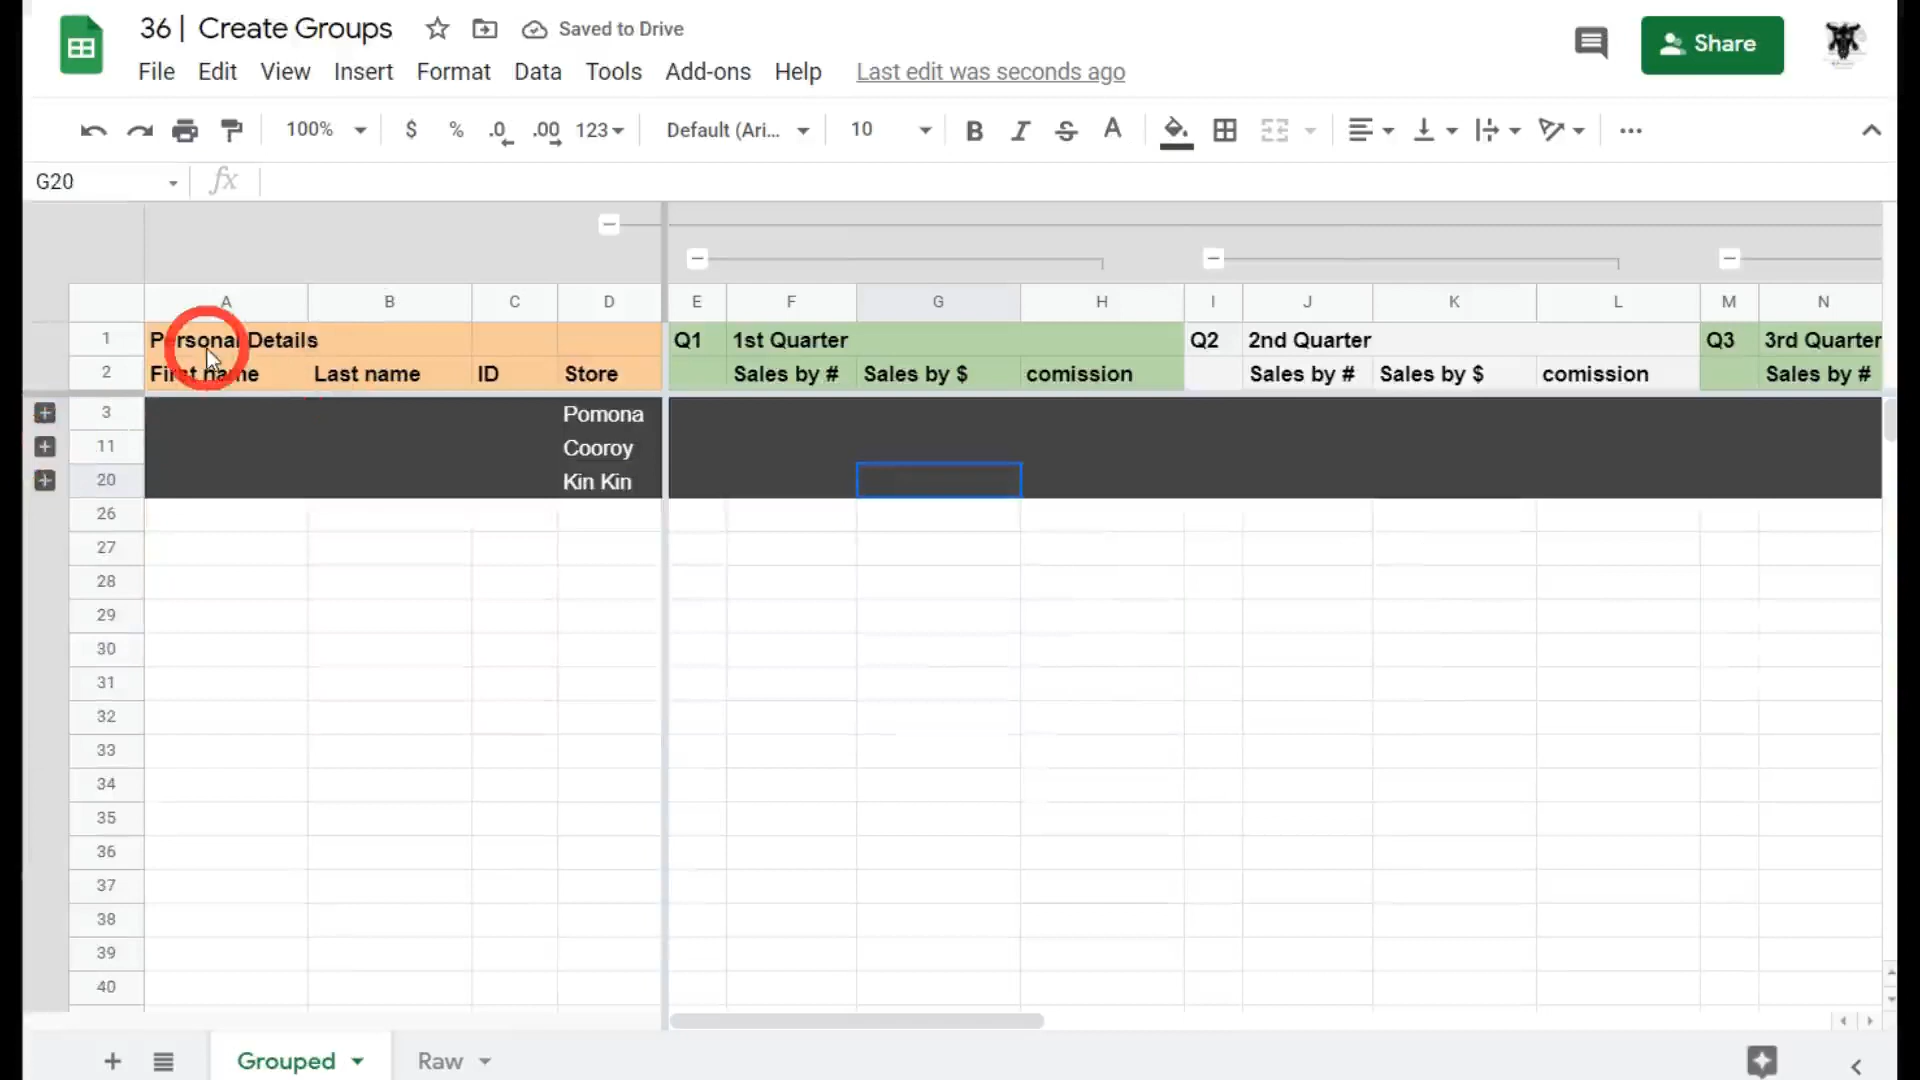 36 | Create Groups
Saved to Drive
Share
File Edit View Insert Format Data Tools Add-ons Help Last edit was seconds ago
100% $ % .0 .00 123 Default (Ari... 10 B I S A
G20 fx
A B C D E F G H I J K L M N
1 Personal Details Q1 1st Quarter Q2 2nd Quarter Q3 3rd Quarter
2 First name Last name ID Store Sales by # Sales by $ comission Sales by # Sales by $ comission Sales by #
3 Pomona
11 Cooroy
20 Kin Kin
26
27
28
29
30
31
32
33
34
35
36
37
38
39
40
Grouped Raw